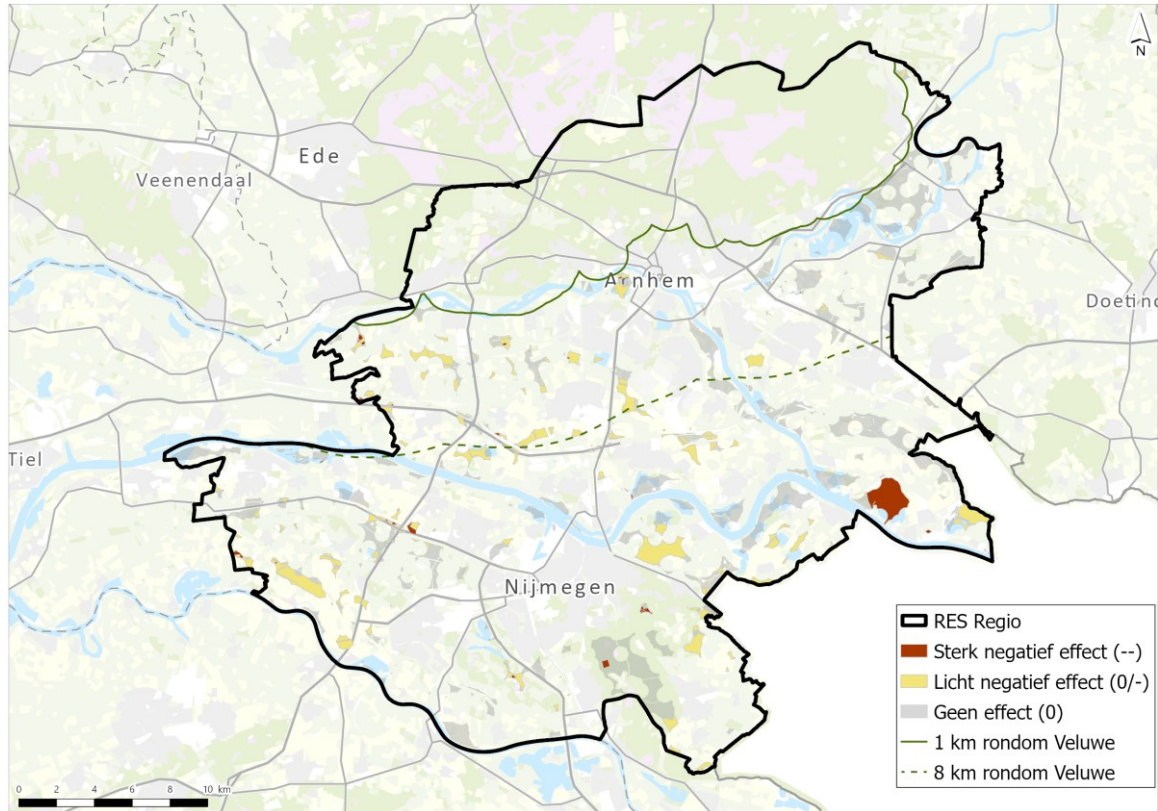 N
Ede
Veenendaal
Arnhem
Doetinc
Tiel
Nijmegen
RES Regio
Sterk negatief effect (--)
Licht negatief effect (0/-)
Geen effect (0)
1 km rondom Veluwe
8 km rondom Veluwe
0 2 4 6 8 10 km